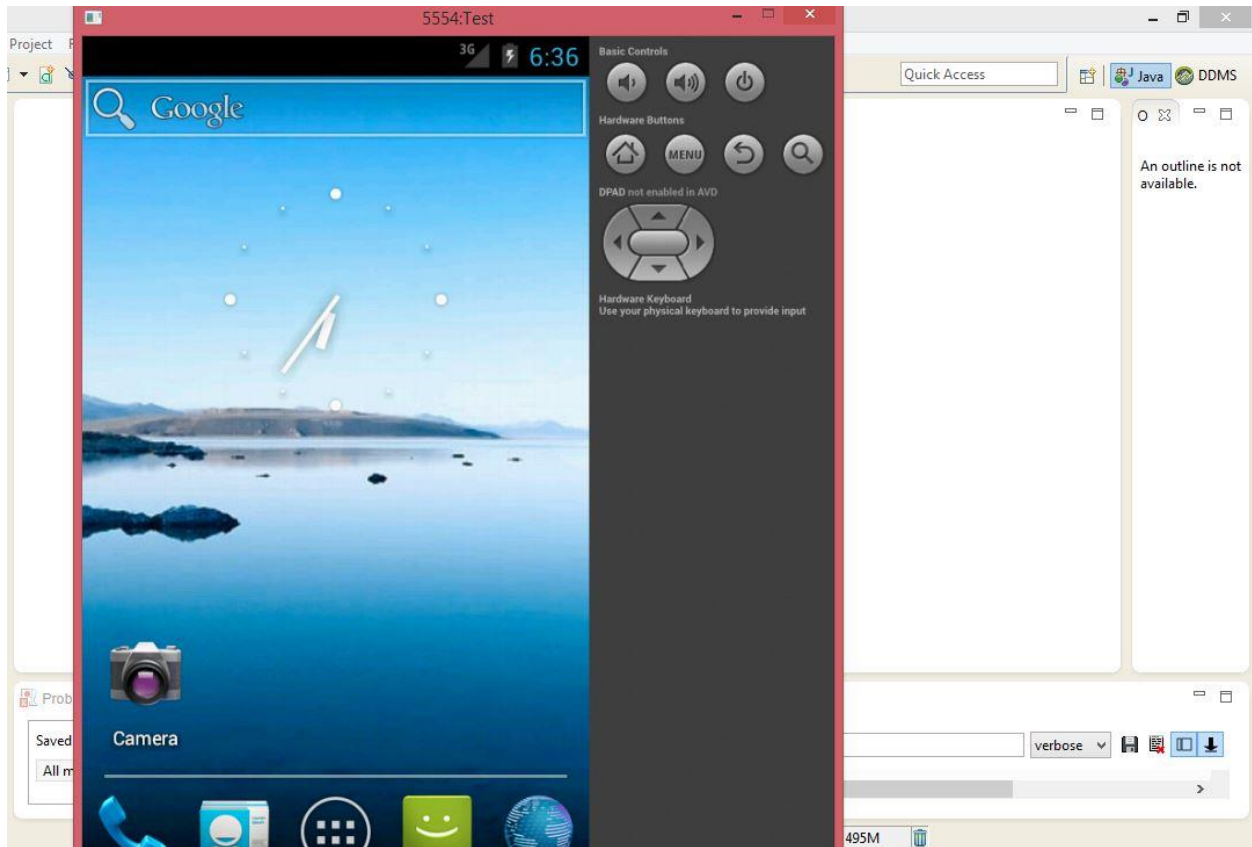 5554:Test
Project
3G
6:36
Google
Basic Controls
Hardware Buttons
MENU
DPAD not enabled in AVD
Hardware Keyboard
Use your physical keyboard to provide input
Camera
Quick Access
Java
DDMS
O
An outline is not
available.
Prob
Saved
verbose
All m
495M